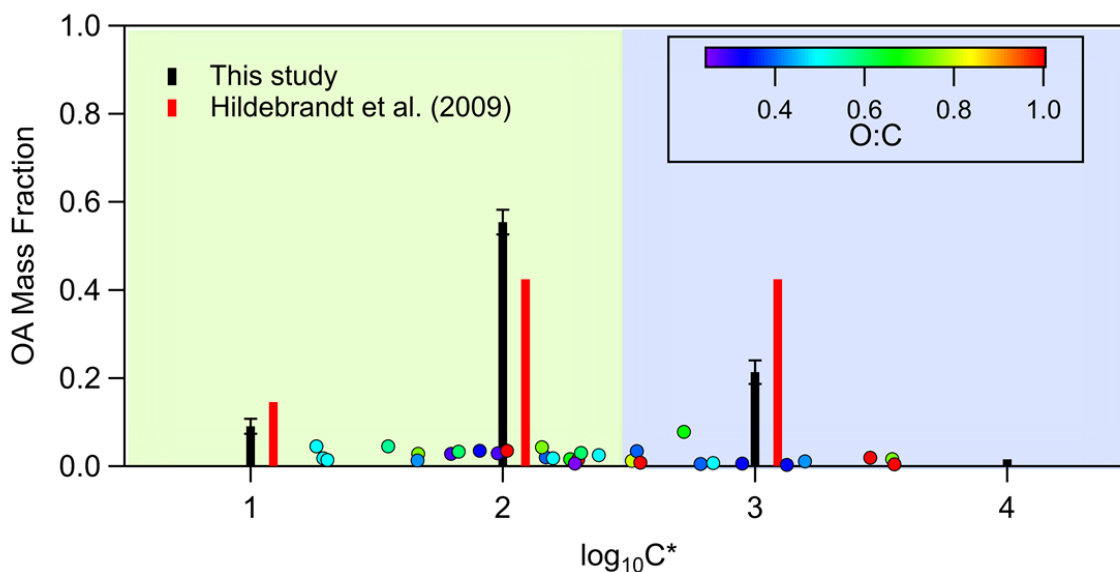 1.0
0.8
0.6
0.4
0.2
0.0
OA Mass Fraction
This study
Hildebrandt et al. (2009)
0.4 0.6 0.8 1.0
O:C
1 2 3 4
log₁₀C*